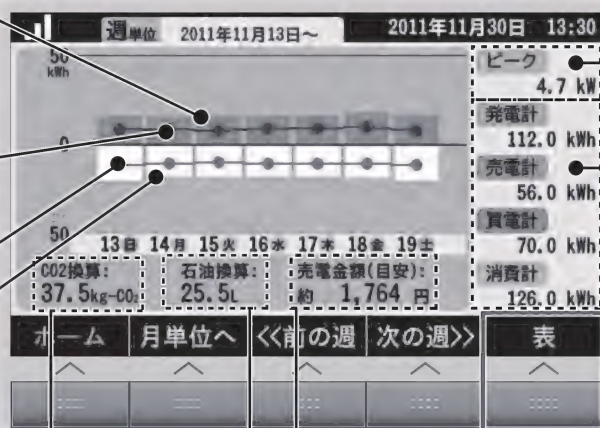 週単位 2011年11月13日～ 2011年11月30日 13:30
50
kWh
0
50
13日 14月 15火 16水 17木 18金 19土
ピーク
4.7 kW
発電計
112.0 kWh
売電計
56.0 kWh
買電計
70.0 kWh
消費計
126.0 kWh
CO2換算:
37.5kg-CO₂
石油換算:
25.5L
売電金額(目安):
約 1,764 円
ホーム 月単位へ <<前の週 次の週>> 表